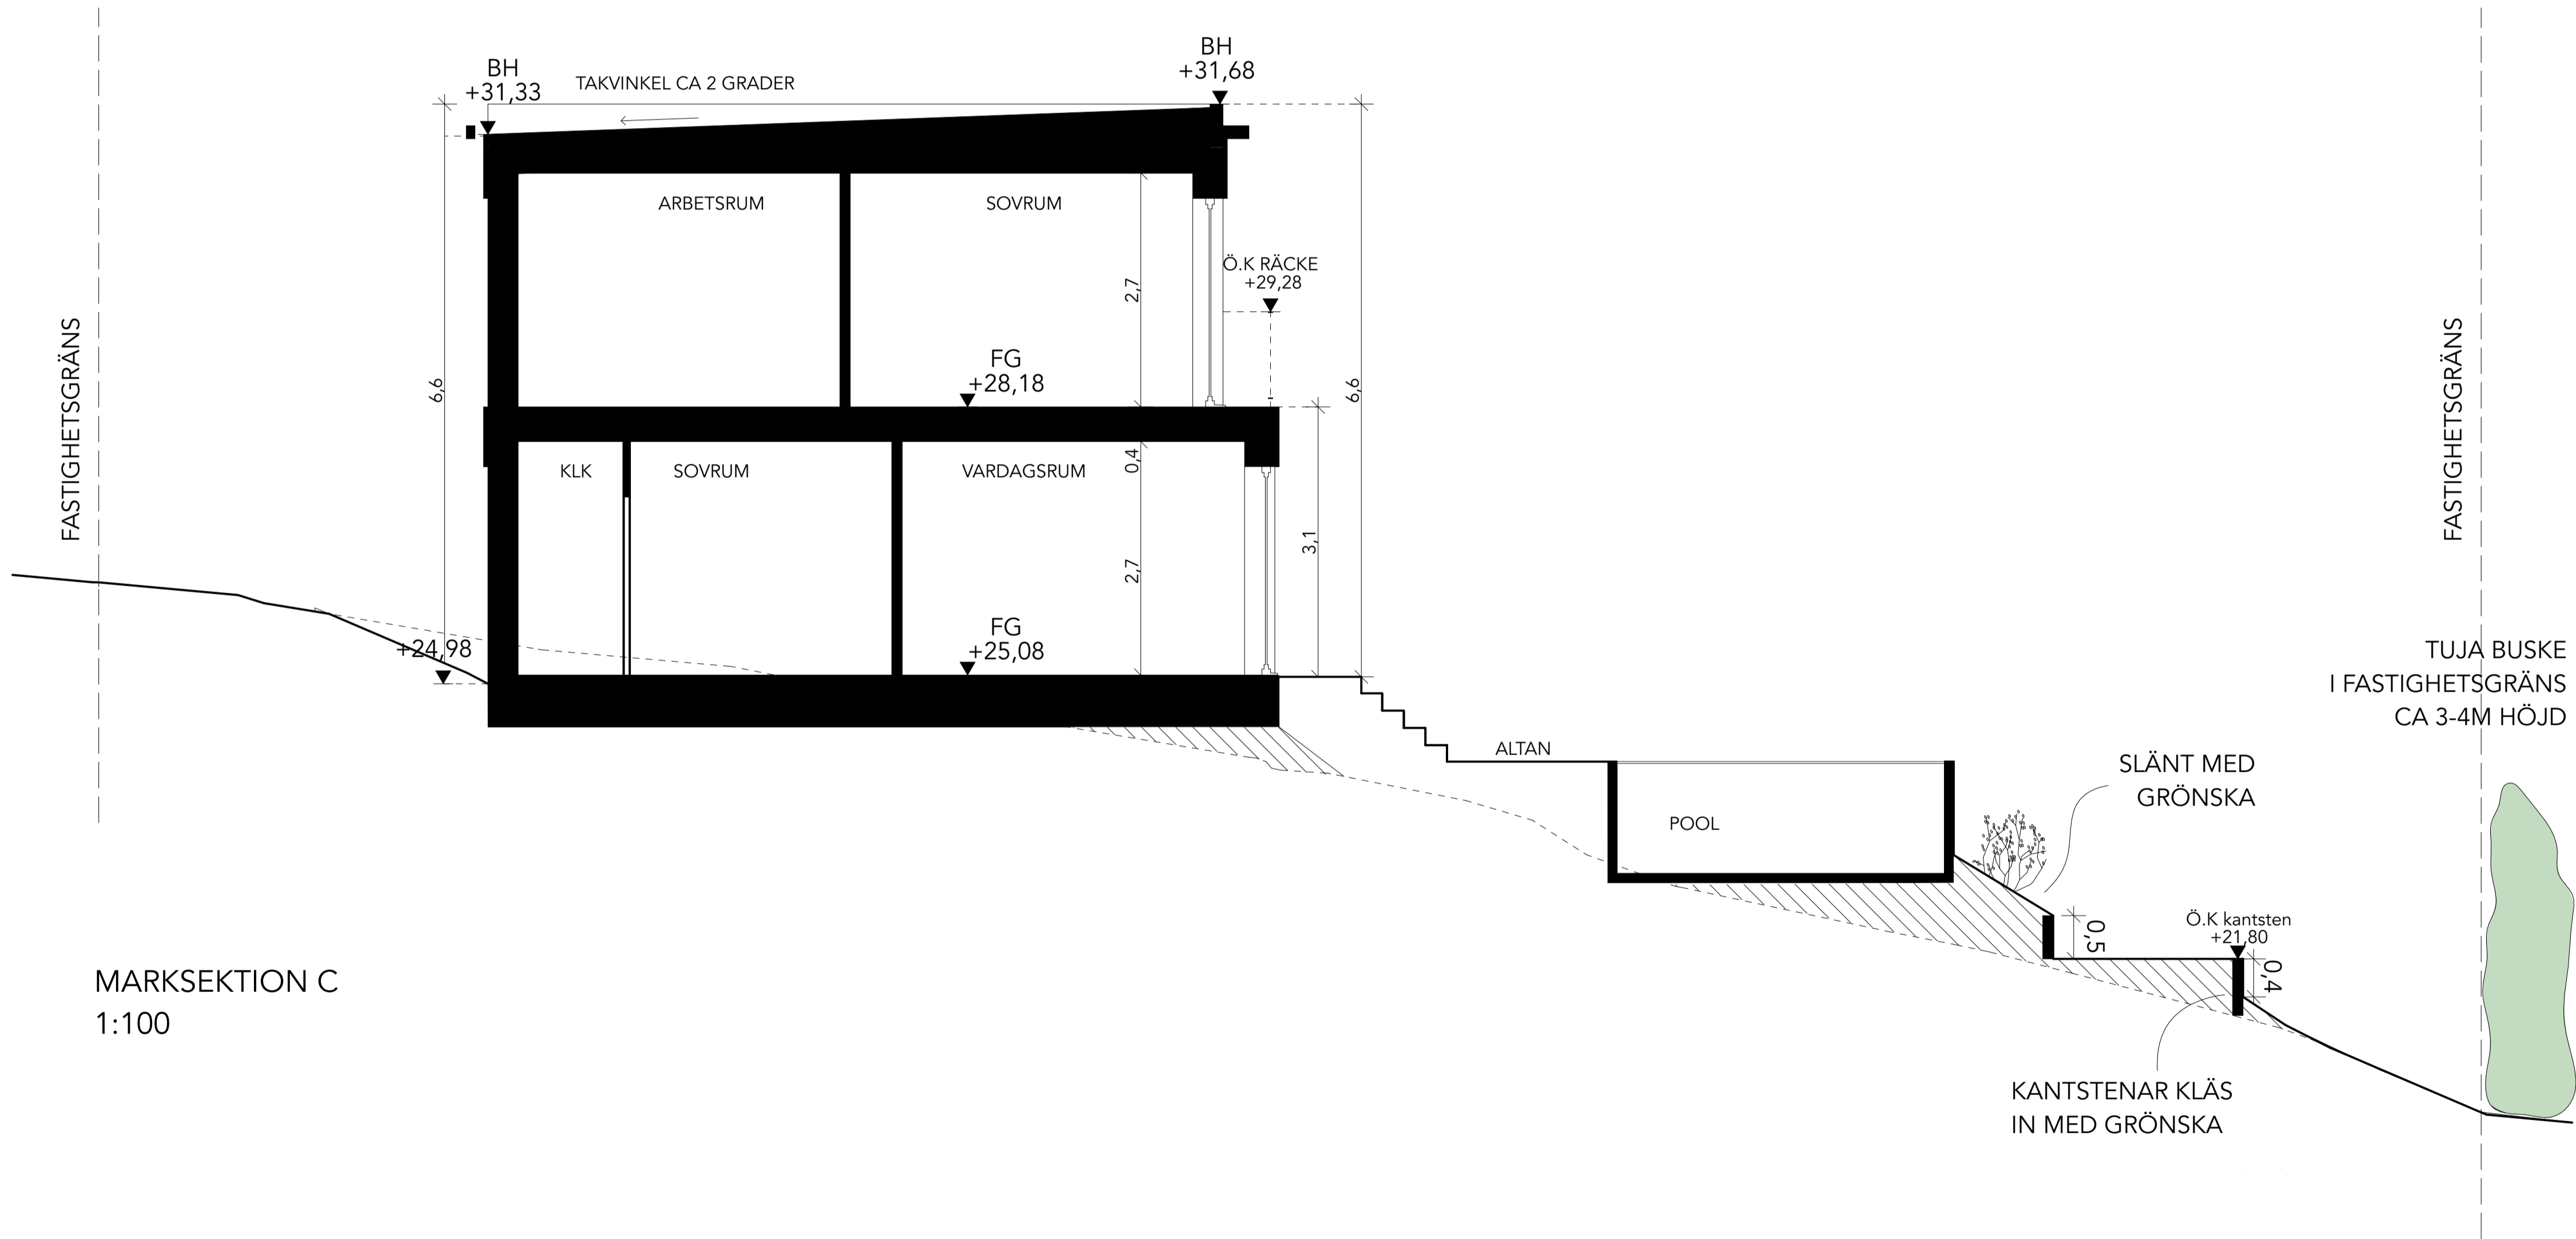 BH
+31,33
TAKVINKEL CA 2 GRADER
BH
+31,68
ARBETSRUM
SOVRUM
2,7
Ö.K RÄCKE
+29,28
FG
+28,18
6,6
6,6
FASTIGHETSGRÄNS
FASTIGHETSGRÄNS
KLK
SOVRUM
VARDAGSRUM
0,4
2,7
3,1
FG
+25,08
+24,98
TUJA BUSKE
I FASTIGHETSGRÄNS
CA 3-4M HÖJD
ALTAN
POOL
SLÄNT MED
GRÖNSKA
0,5
Ö.K kantsten
+21,80
0,4
KANTSTENAR KLÄS
IN MED GRÖNSKA
MARKSEKTION C
1:100